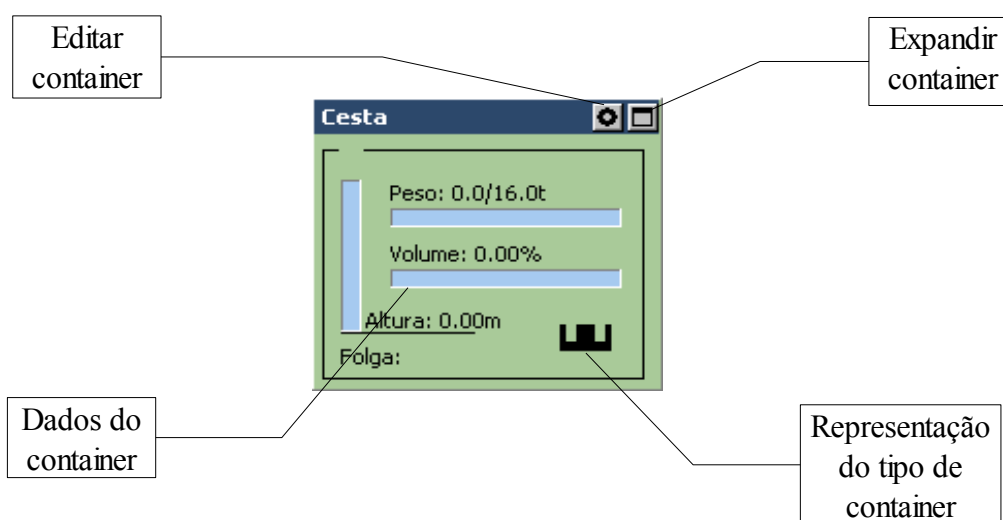 Editar
container
Expandir
container
Cesta
Peso: 0.0/16.0t
Volume: 0.00%
Altura: 0.00m
Folga:
Dados do
container
Representação
do tipo de
container